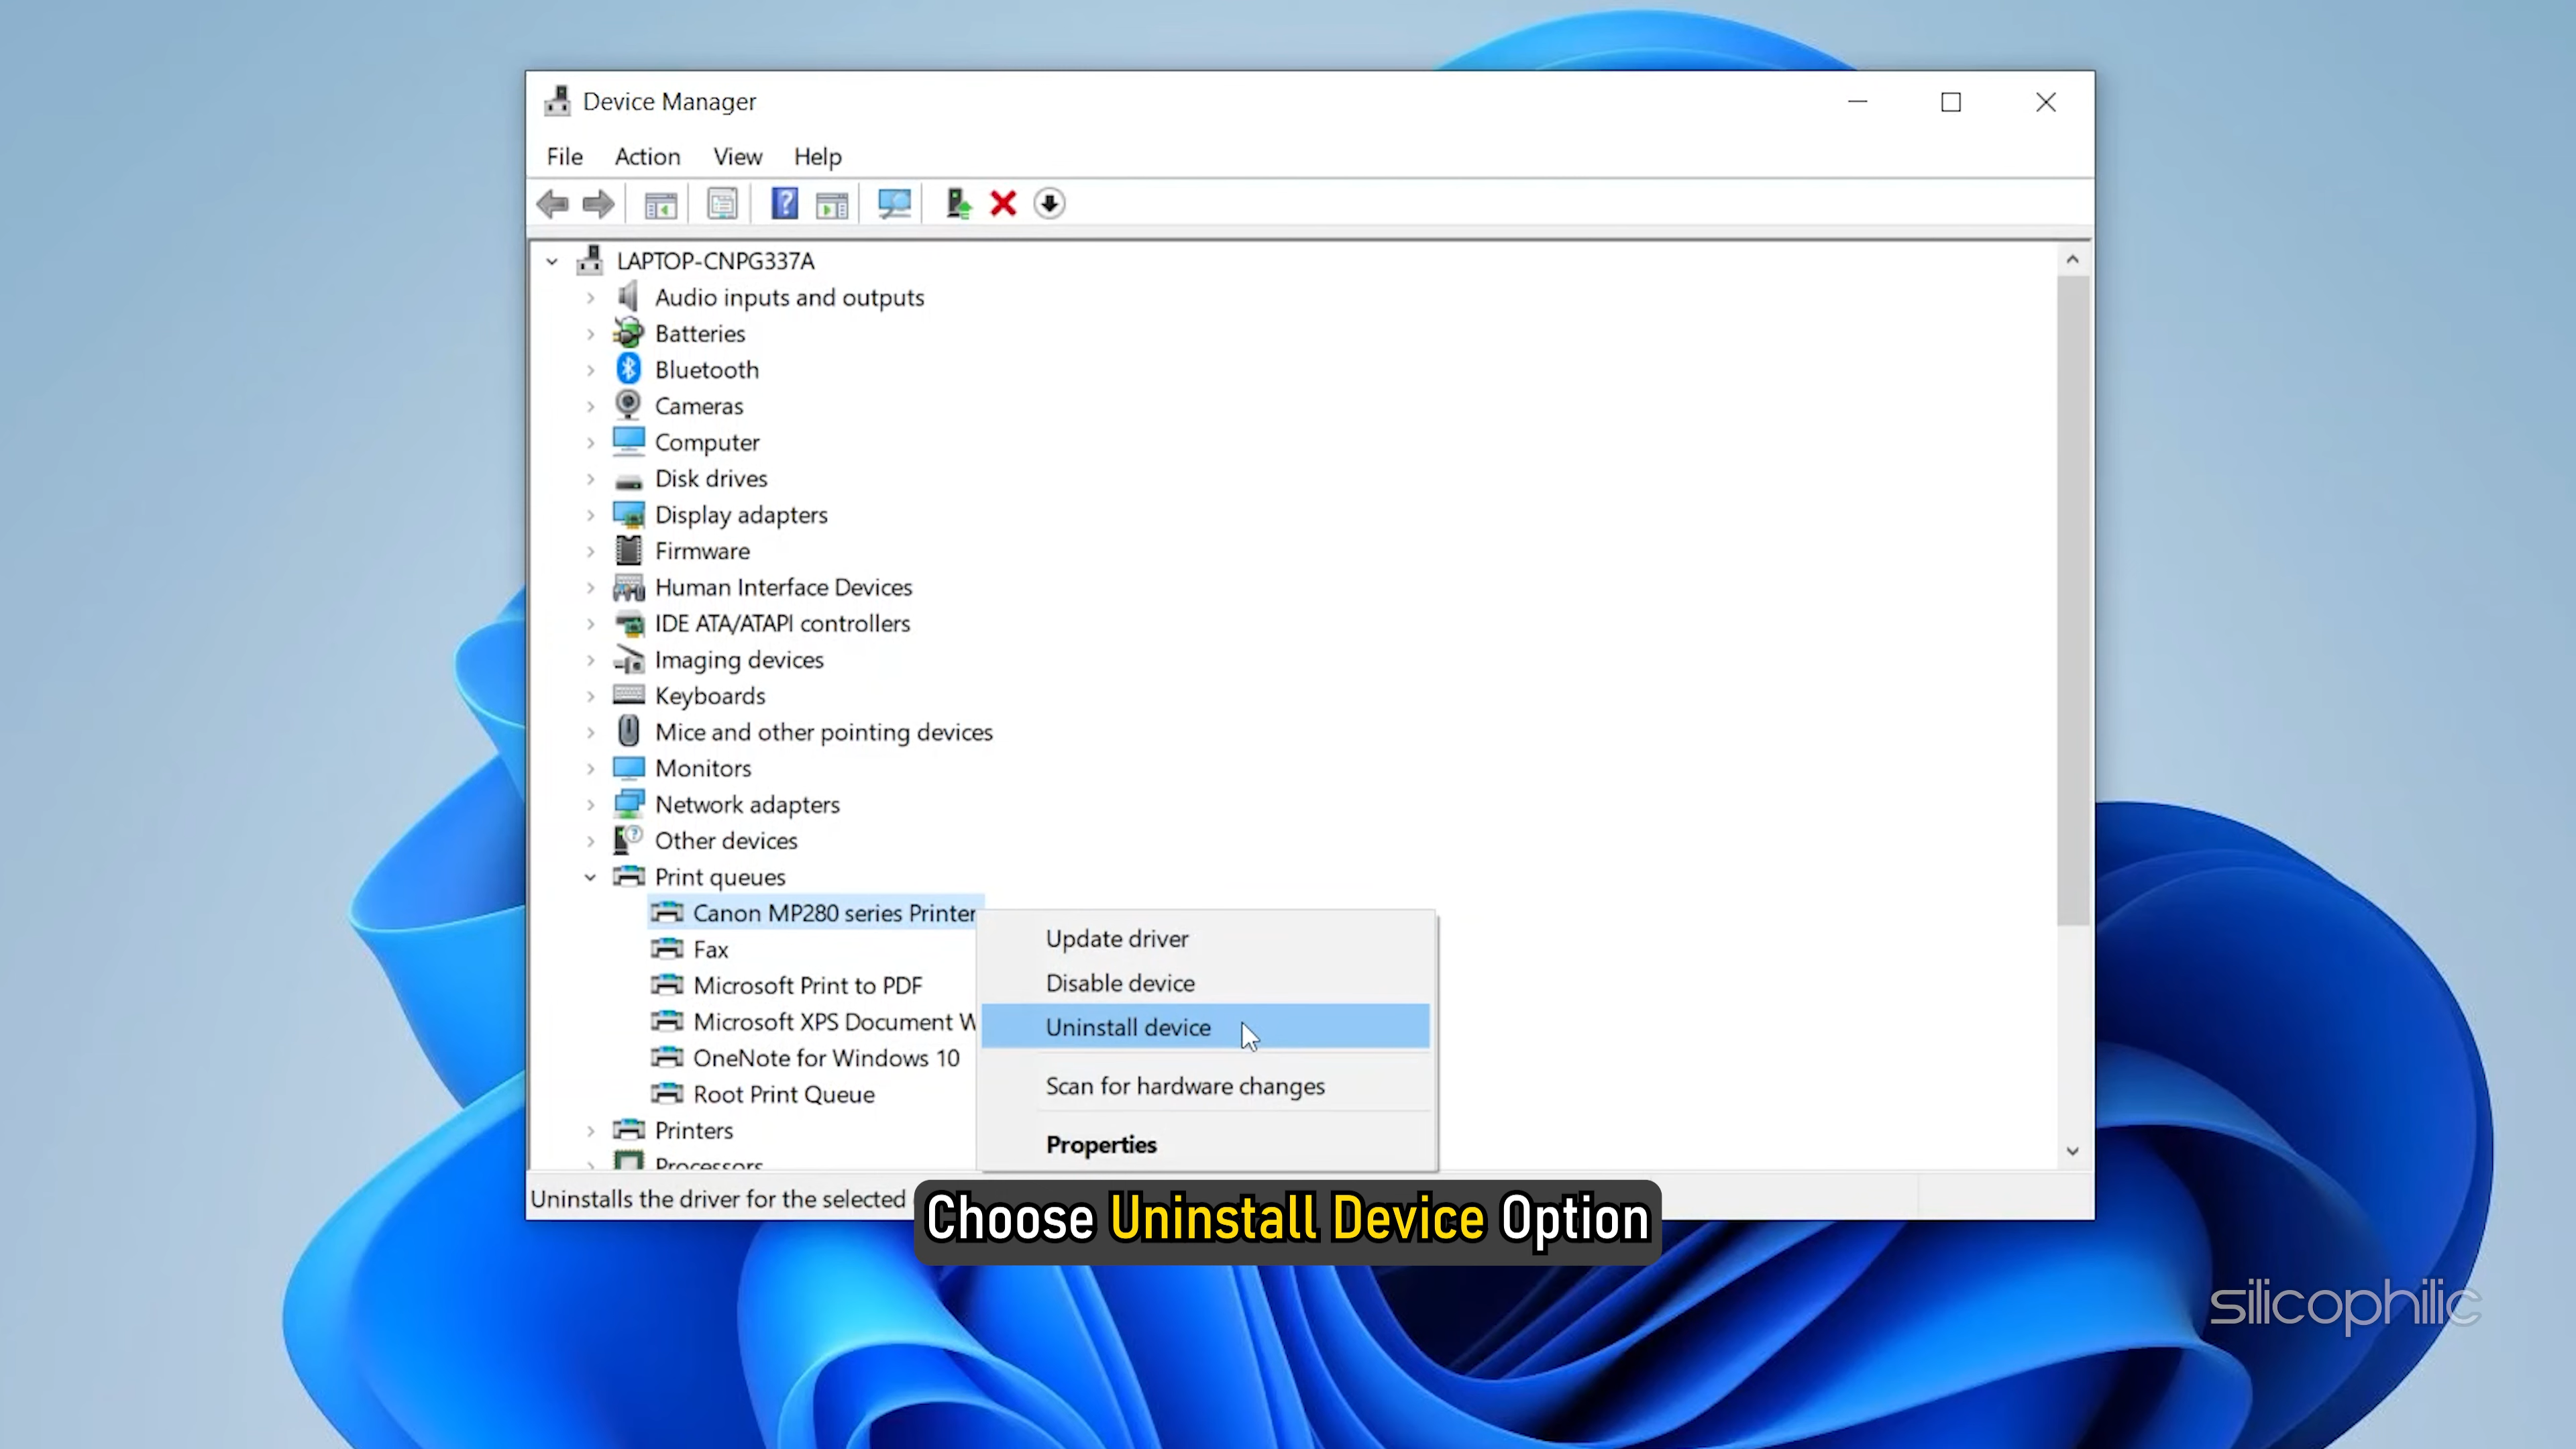 Device Manager
File Action View Help
LAPTOP-CNPG337A
Audio inputs and outputs
Batteries
Bluetooth
Cameras
Computer
Disk drives
Display adapters
Firmware
Human Interface Devices
IDE ATA/ATAPI controllers
Imaging devices
Keyboards
Mice and other pointing devices
Monitors
Network adapters
Other devices
Print queues
Canon MP280 series Printer
Fax
Microsoft Print to PDF
Microsoft XPS Document W
OneNote for Windows 10
Root Print Queue
Printers
Processors
Update driver
Disable device
Uninstall device
Scan for hardware changes
Properties
Uninstalls the driver for the selected
Choose Uninstall Device Option
silicophilic